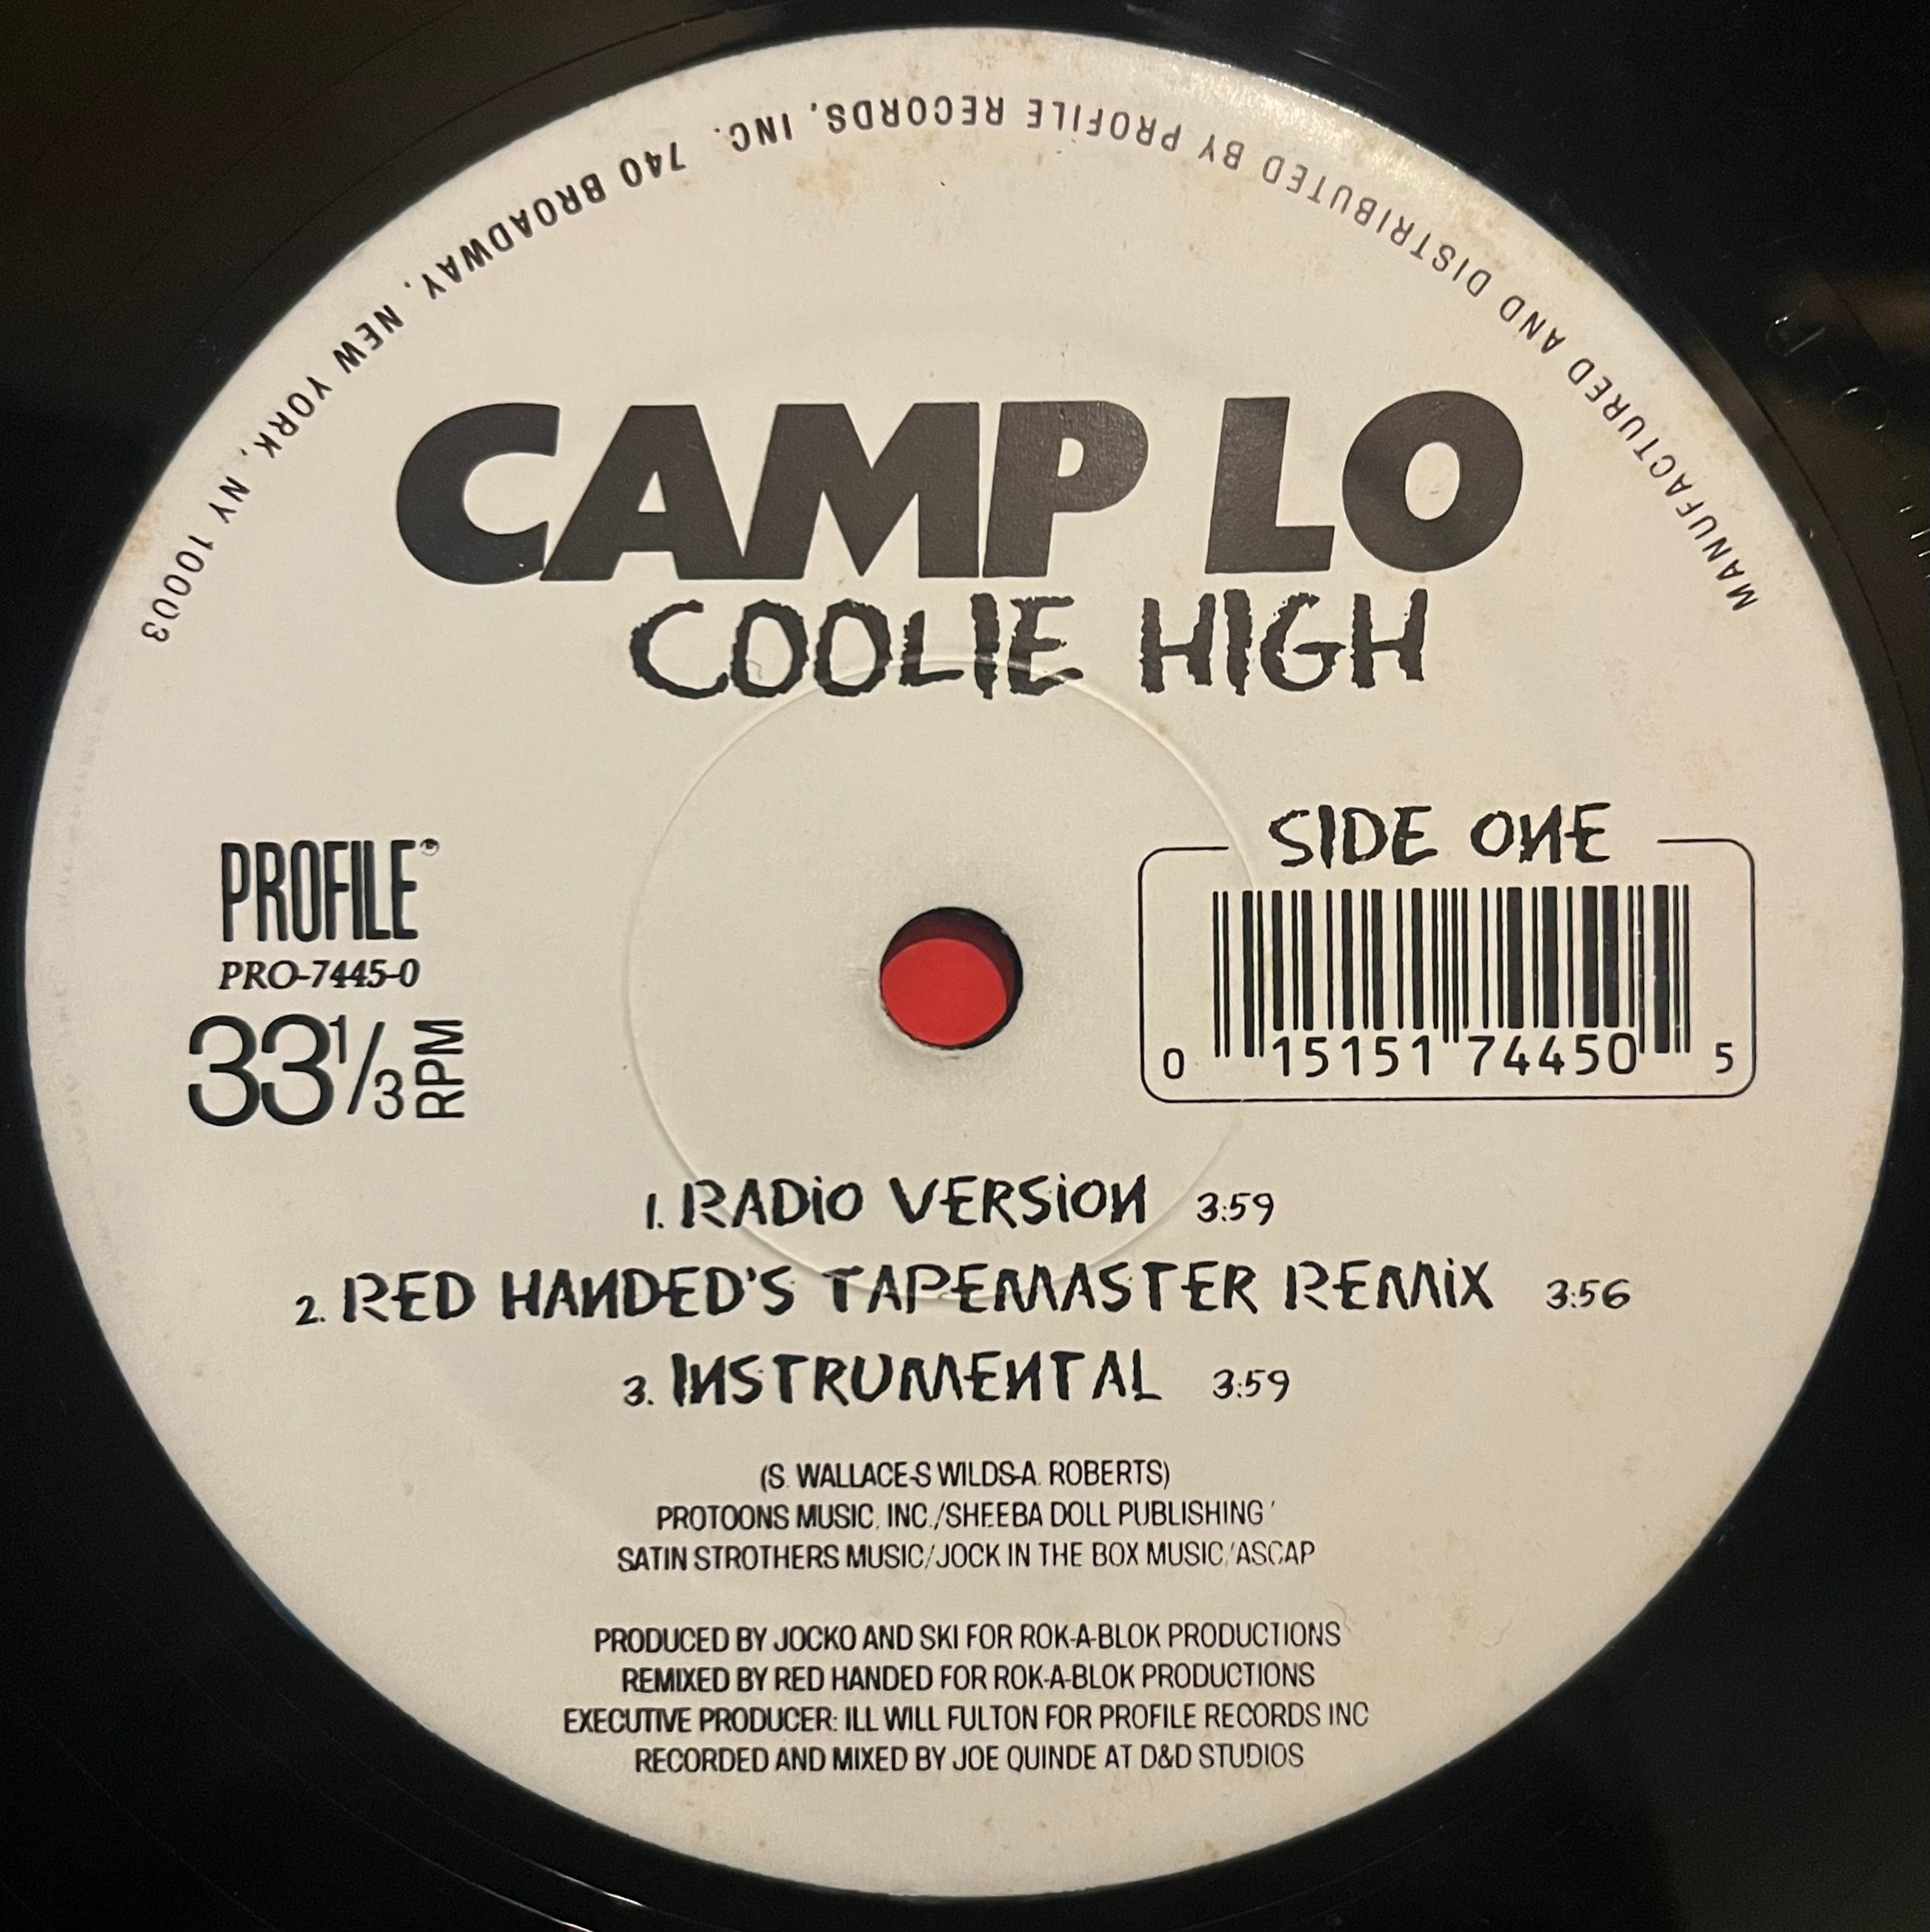 MANUFACTURED AND DISTRIBUTED BY PROFILE RECORDS, INC. 740 BROADWAY, NEW YORK, NY 10003
CAMP LO
COOLIE HIGH
PROFILE
PRO-7445-0
33 1/3 RPM
SIDE ONE
0 15151 74450 5
1. RADiO VERSiON 3:59
2. RED HANDED'S TAPEMASTER REMiX 3:56
3. INSTRUMENTAL 3:59
(S. WALLACE-S WILDS-A. ROBERTS)
PROTOONS MUSIC, INC./SHEEBA DOLL PUBLISHING/
SATIN STROTHERS MUSIC/JOCK IN THE BOX MUSIC/ASCAP
PRODUCED BY JOCKO AND SKI FOR ROK-A-BLOK PRODUCTIONS
REMIXED BY RED HANDED FOR ROK-A-BLOK PRODUCTIONS
EXECUTIVE PRODUCER: ILL WILL FULTON FOR PROFILE RECORDS INC
RECORDED AND MIXED BY JOE QUINDE AT D&D STUDIOS